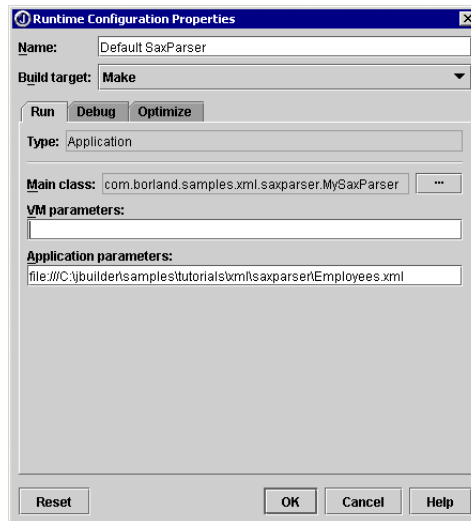 Runtime Configuration Properties
Name: Default SaxParser
Build target: Make
Run Debug Optimize
Type: Application
Main class: com.borland.samples.xml.saxparser.MySaxParser ...
VM parameters:
Application parameters:
file:///C:\jbuilder\samples\tutorials\xml\saxparser\Employees.xml
Reset OK Cancel Help